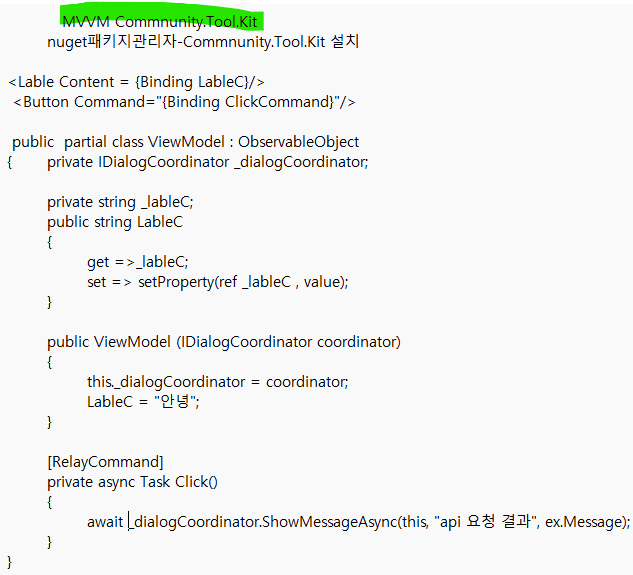 MVVM Commnunity.Tool.Kit
nuget패키지관리자-Commnunity.Tool.Kit 설치
<Lable Content = {Binding LableC}/>
<Button Command="{Binding ClickCommand}"/>
public  partial class ViewModel : ObservableObject
{ private IDialogCoordinator _dialogCoordinator;
private string _lableC;
public string LableC
{
get =>_lableC;
set => setProperty(ref _lableC , value);
}
public ViewModel (IDialogCoordinator coordinator)
{
this._dialogCoordinator = coordinator;
LableC = "안녕";
}
[RelayCommand]
private async Task Click()
{
await _dialogCoordinator.ShowMessageAsync(this, "api 요청 결과", ex.Message);
}
}